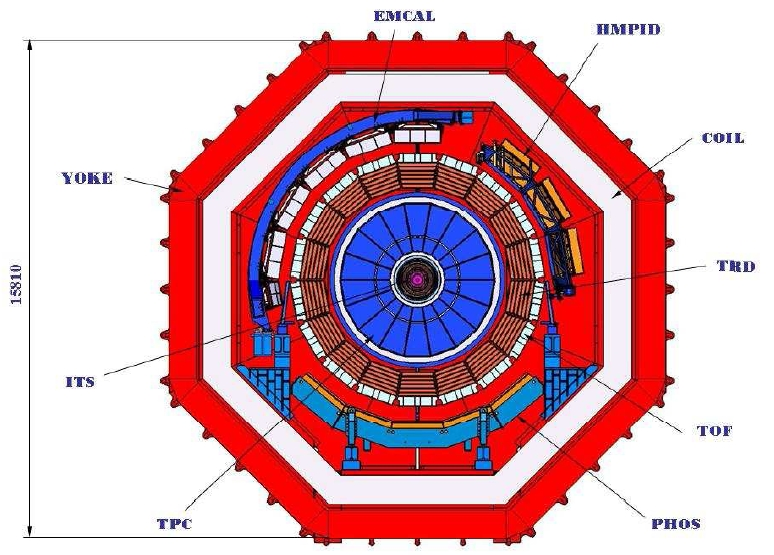 EMCAL
HMPID
COIL
YOKE
TRD
15810
ITS
TOF
TPC
PHOS